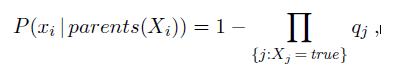 P(x_i | parents(X_i)) = 1 − ∏_{{j:X_j = true}} q_j ,